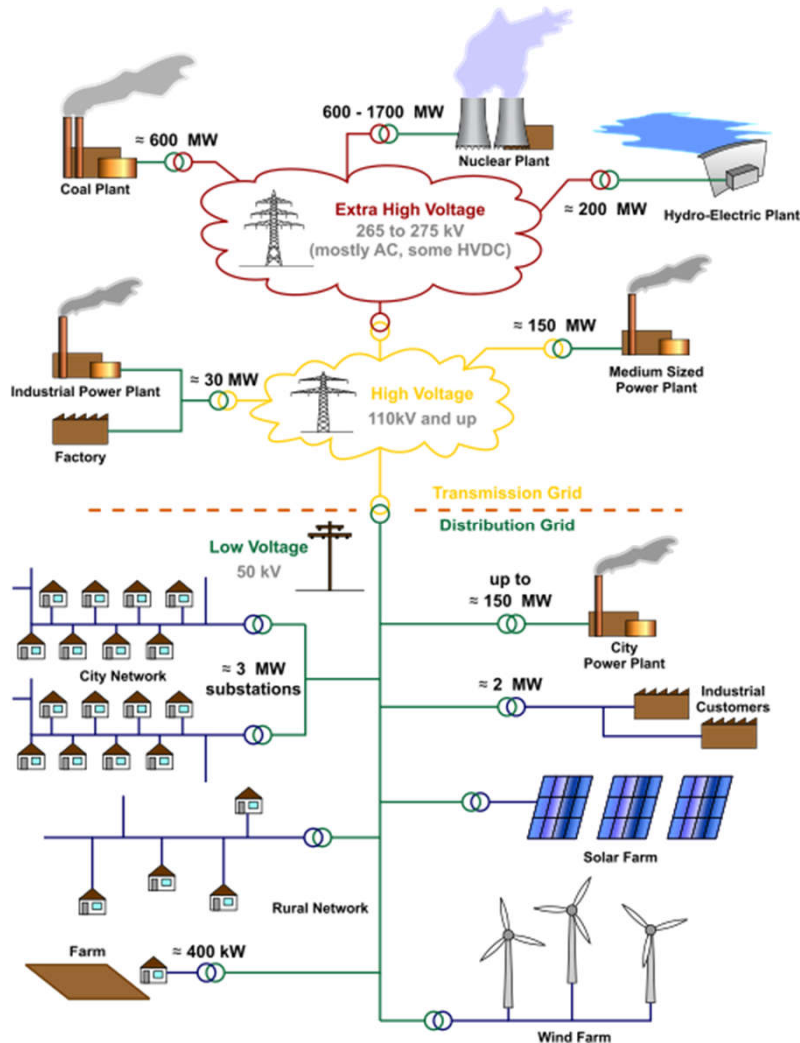 ≈ 600 MW
Coal Plant
600 - 1700 MW
Nuclear Plant
≈ 200 MW
Hydro-Electric Plant
Extra High Voltage
265 to 275 kV
(mostly AC, some HVDC)
≈ 150 MW
Medium Sized
Power Plant
Industrial Power Plant
≈ 30 MW
Factory
High Voltage
110kV and up
Transmission Grid
Distribution Grid
Low Voltage
50 kV
up to
≈ 150 MW
City
Power Plant
City Network
≈ 3 MW
substations
≈ 2 MW
Industrial
Customers
Solar Farm
Rural Network
Farm
≈ 400 kW
Wind Farm